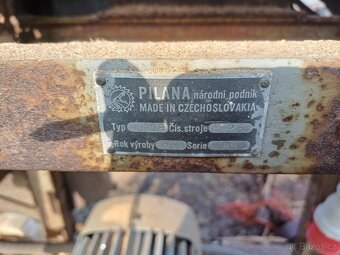 PILANA národní podnik
MADE IN CZECHOSLOVAKIA
Typ Čís. stroje
Rok výroby Serie